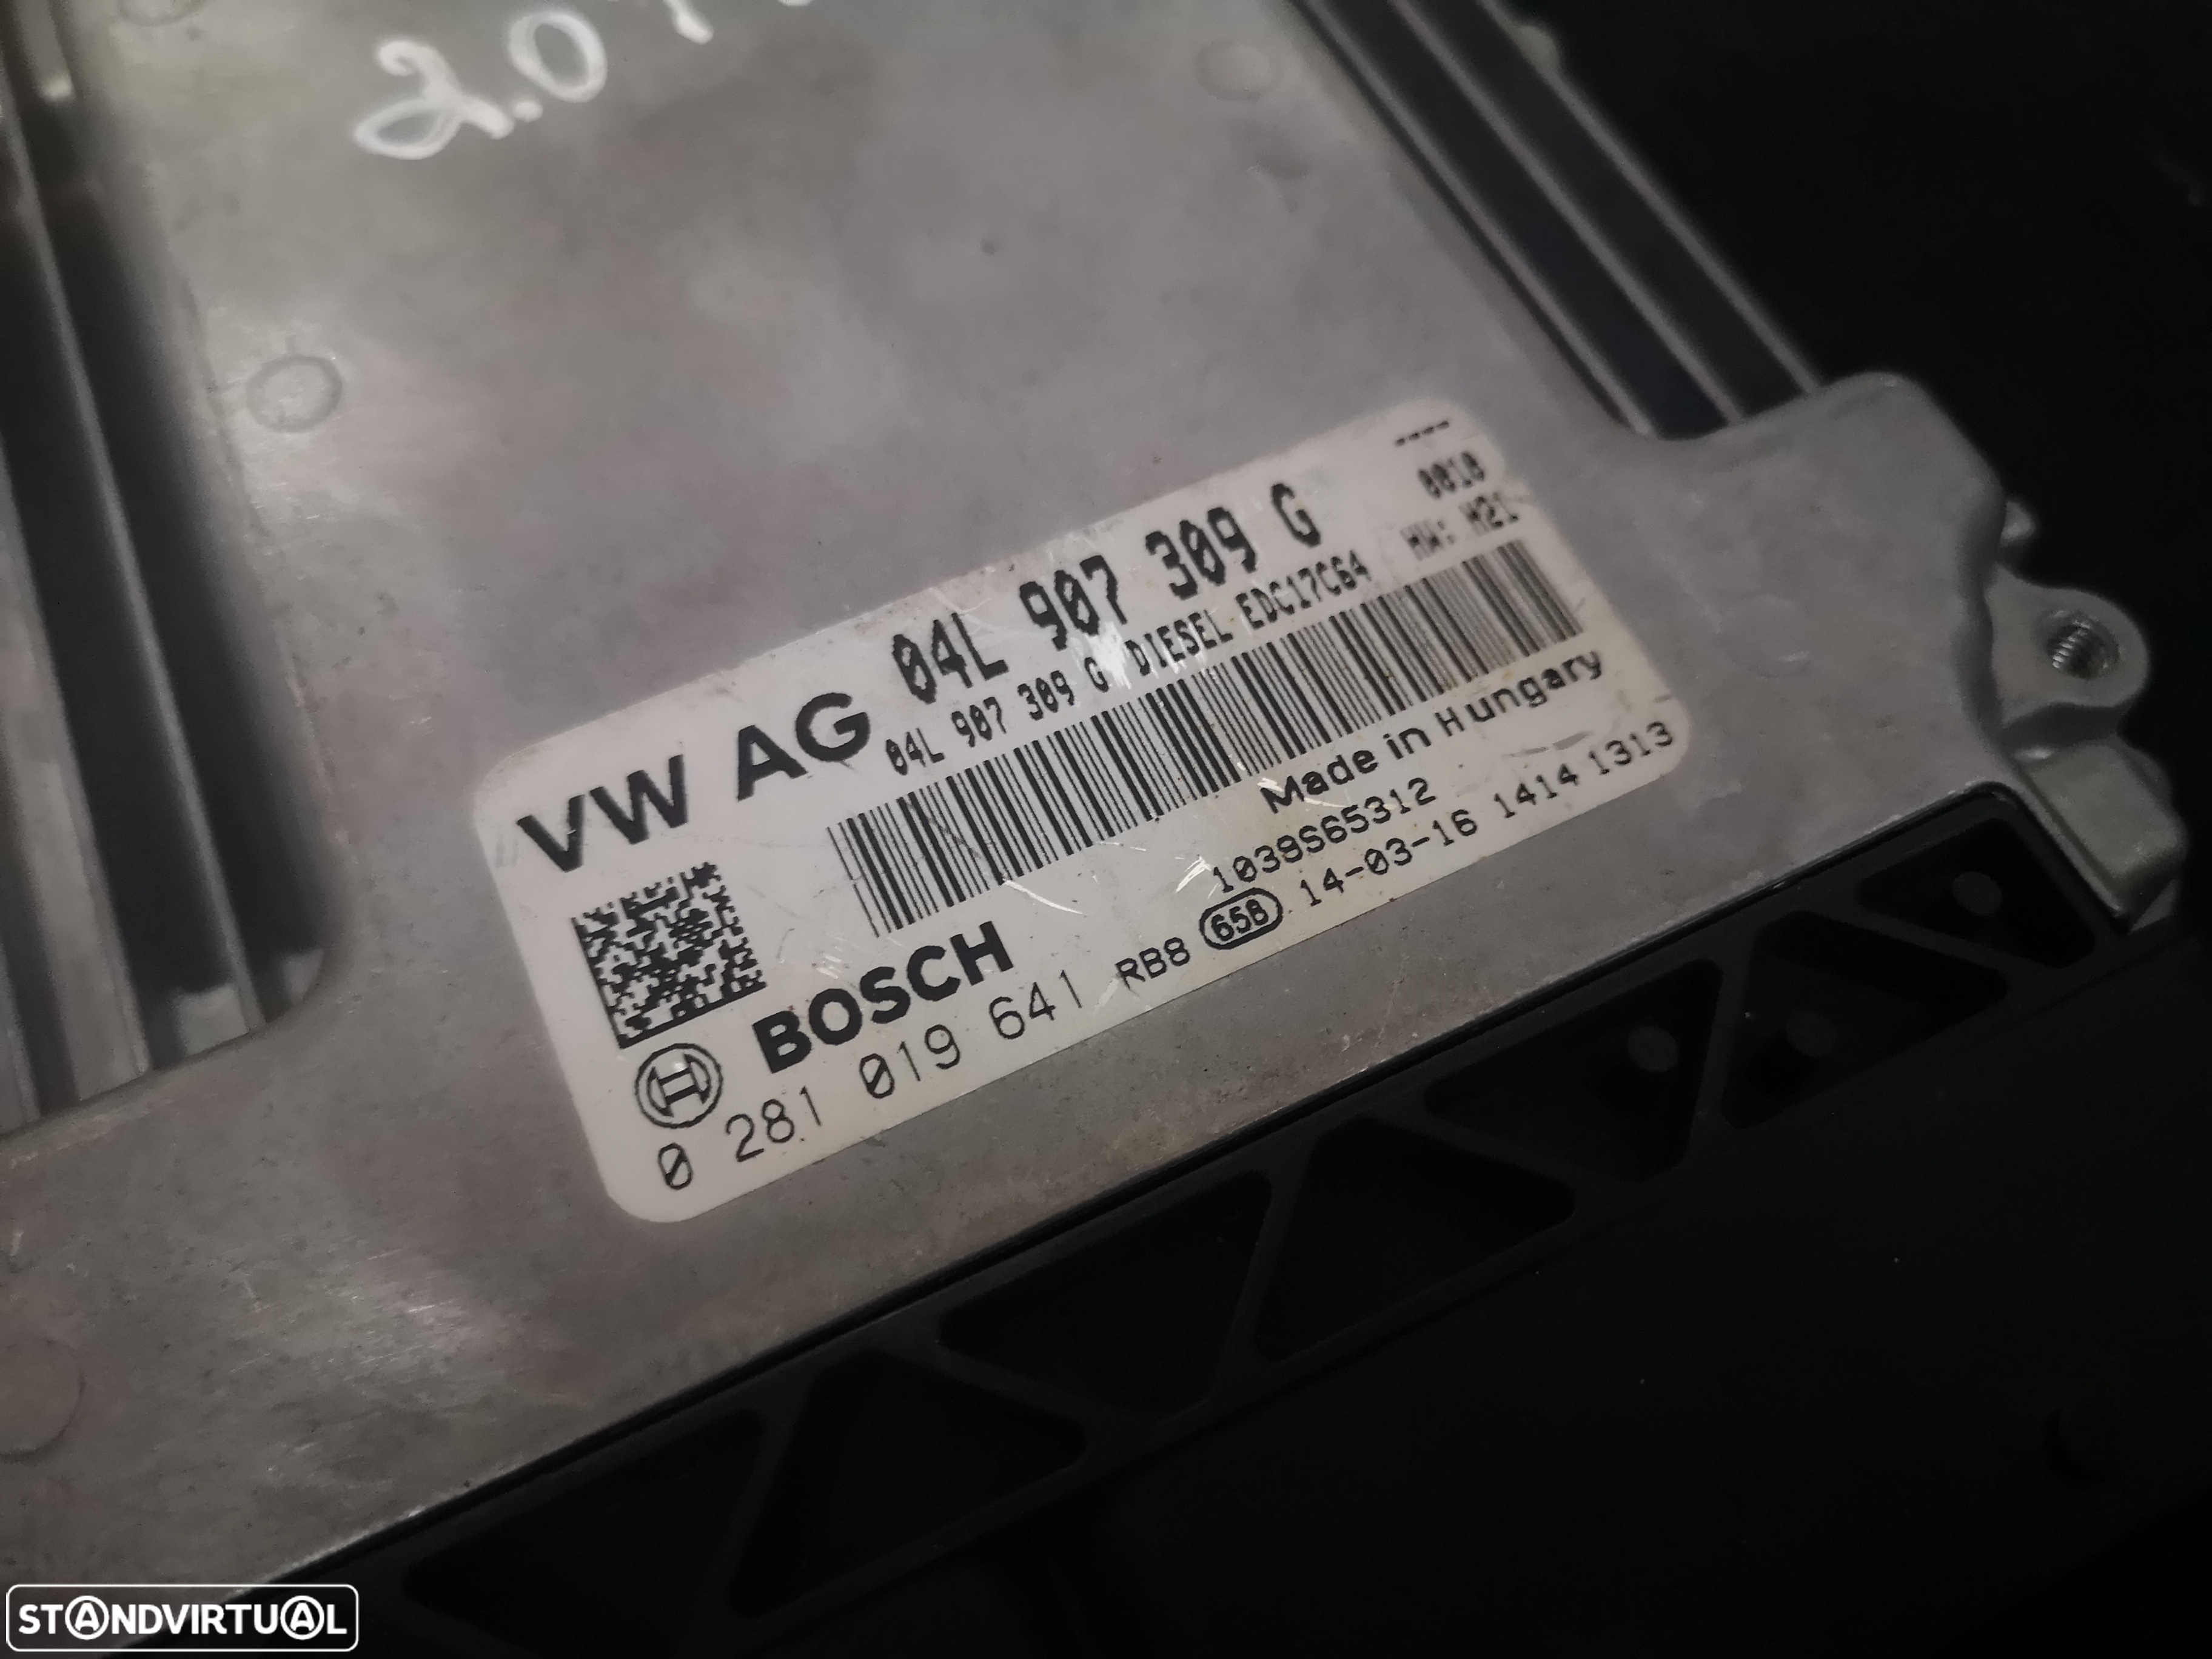 2.0
VW AG 04L 907 309 G
04L 907 309 G DIESEL EDC17C64
----
0010
HW: M21
Made in Hungary
1039S65312
BOSCH
0 281 019 641 RB8 658 14-03-16 1414 1313
STANDVIRTUAL